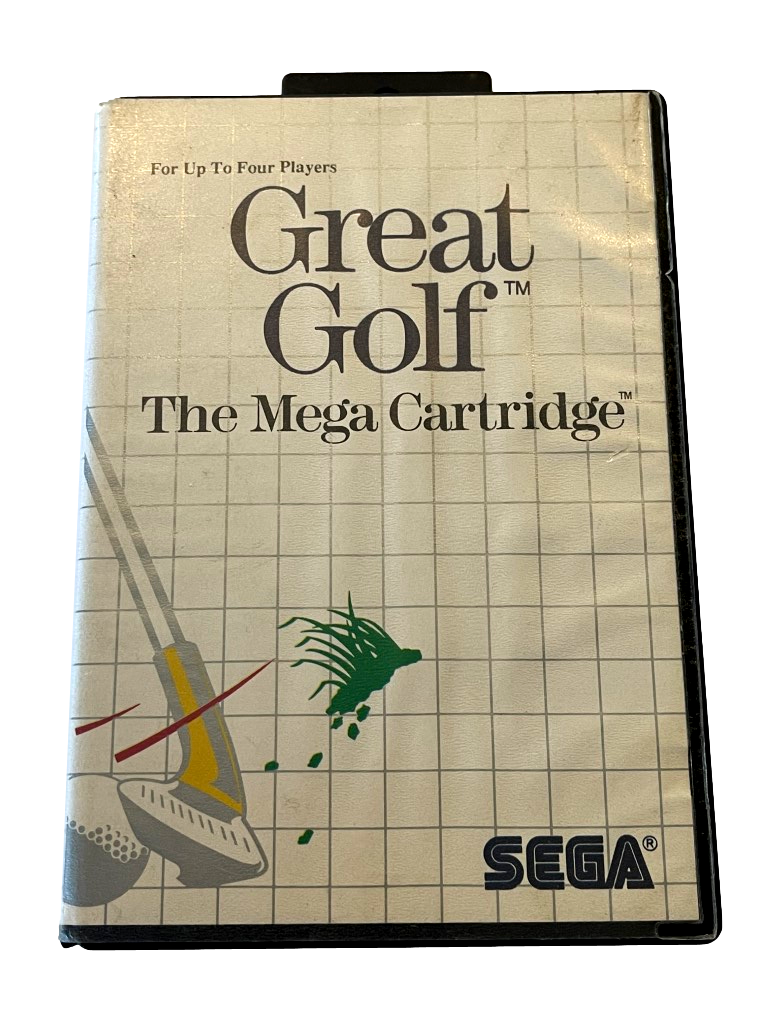 For Up To Four Players
Great
Golf™
The Mega Cartridge™
SEGA®